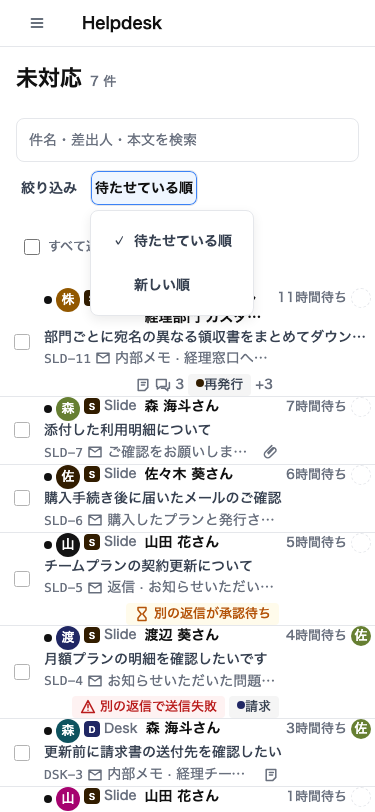 Helpdesk
未対応 7 件
件名・差出人・本文を検索
絞り込み 待たせている順
✓ 待たせている順
新しい順
すべて
株 11時間待ち
部門ごとに宛名の異なる領収書をまとめてダウン…
SLD-11 内部メモ · 経理窓口へ…
3 再発行 +3
森 S Slide 森 海斗さん 7時間待ち
添付した利用明細について
SLD-7 ご確認をお願いしま…
佐 S Slide 佐々木 葵さん 6時間待ち
購入手続き後に届いたメールのご確認
SLD-6 購入したプランと発行さ…
山 S Slide 山田 花さん 5時間待ち
チームプランの契約更新について
SLD-5 返信 · お知らせいただい…
別の返信が承認待ち
渡 S Slide 渡辺 葵さん 4時間待ち 佐
月額プランの明細を確認したいです
SLD-4 お知らせいただいた問題…
別の返信で送信失敗 請求
森 D Desk 森 海斗さん 3時間待ち 佐
更新前に請求書の送付先を確認したい
DSK-3 内部メモ · 経理チー…
山 S Slide 山田 花さん 1時間待ち